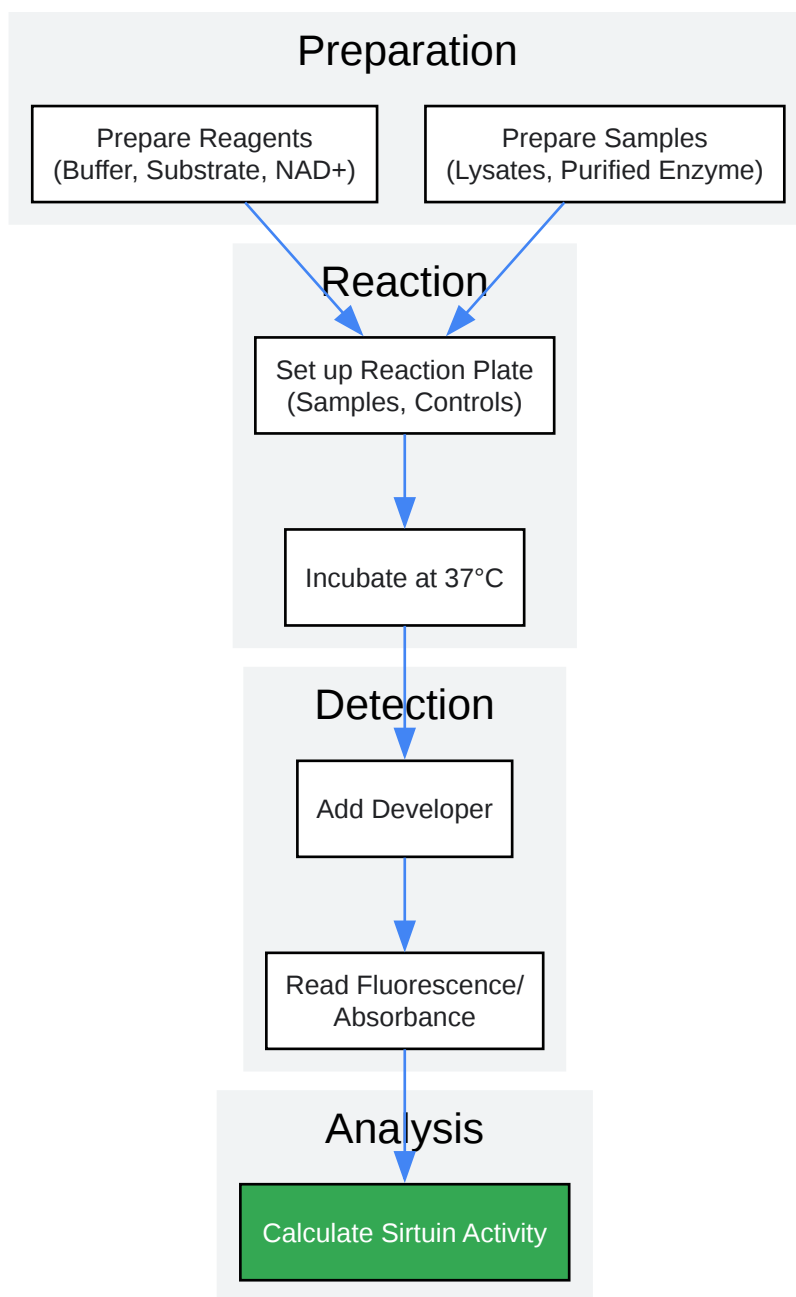 Preparation
Prepare Reagents
(Buffer, Substrate, NAD+)
Prepare Samples
(Lysates, Purified Enzyme)
Reaction
Set up Reaction Plate
(Samples, Controls)
Incubate at 37°C
Detection
Add Developer
Read Fluorescence/
Absorbance
Analysis
Calculate Sirtuin Activity